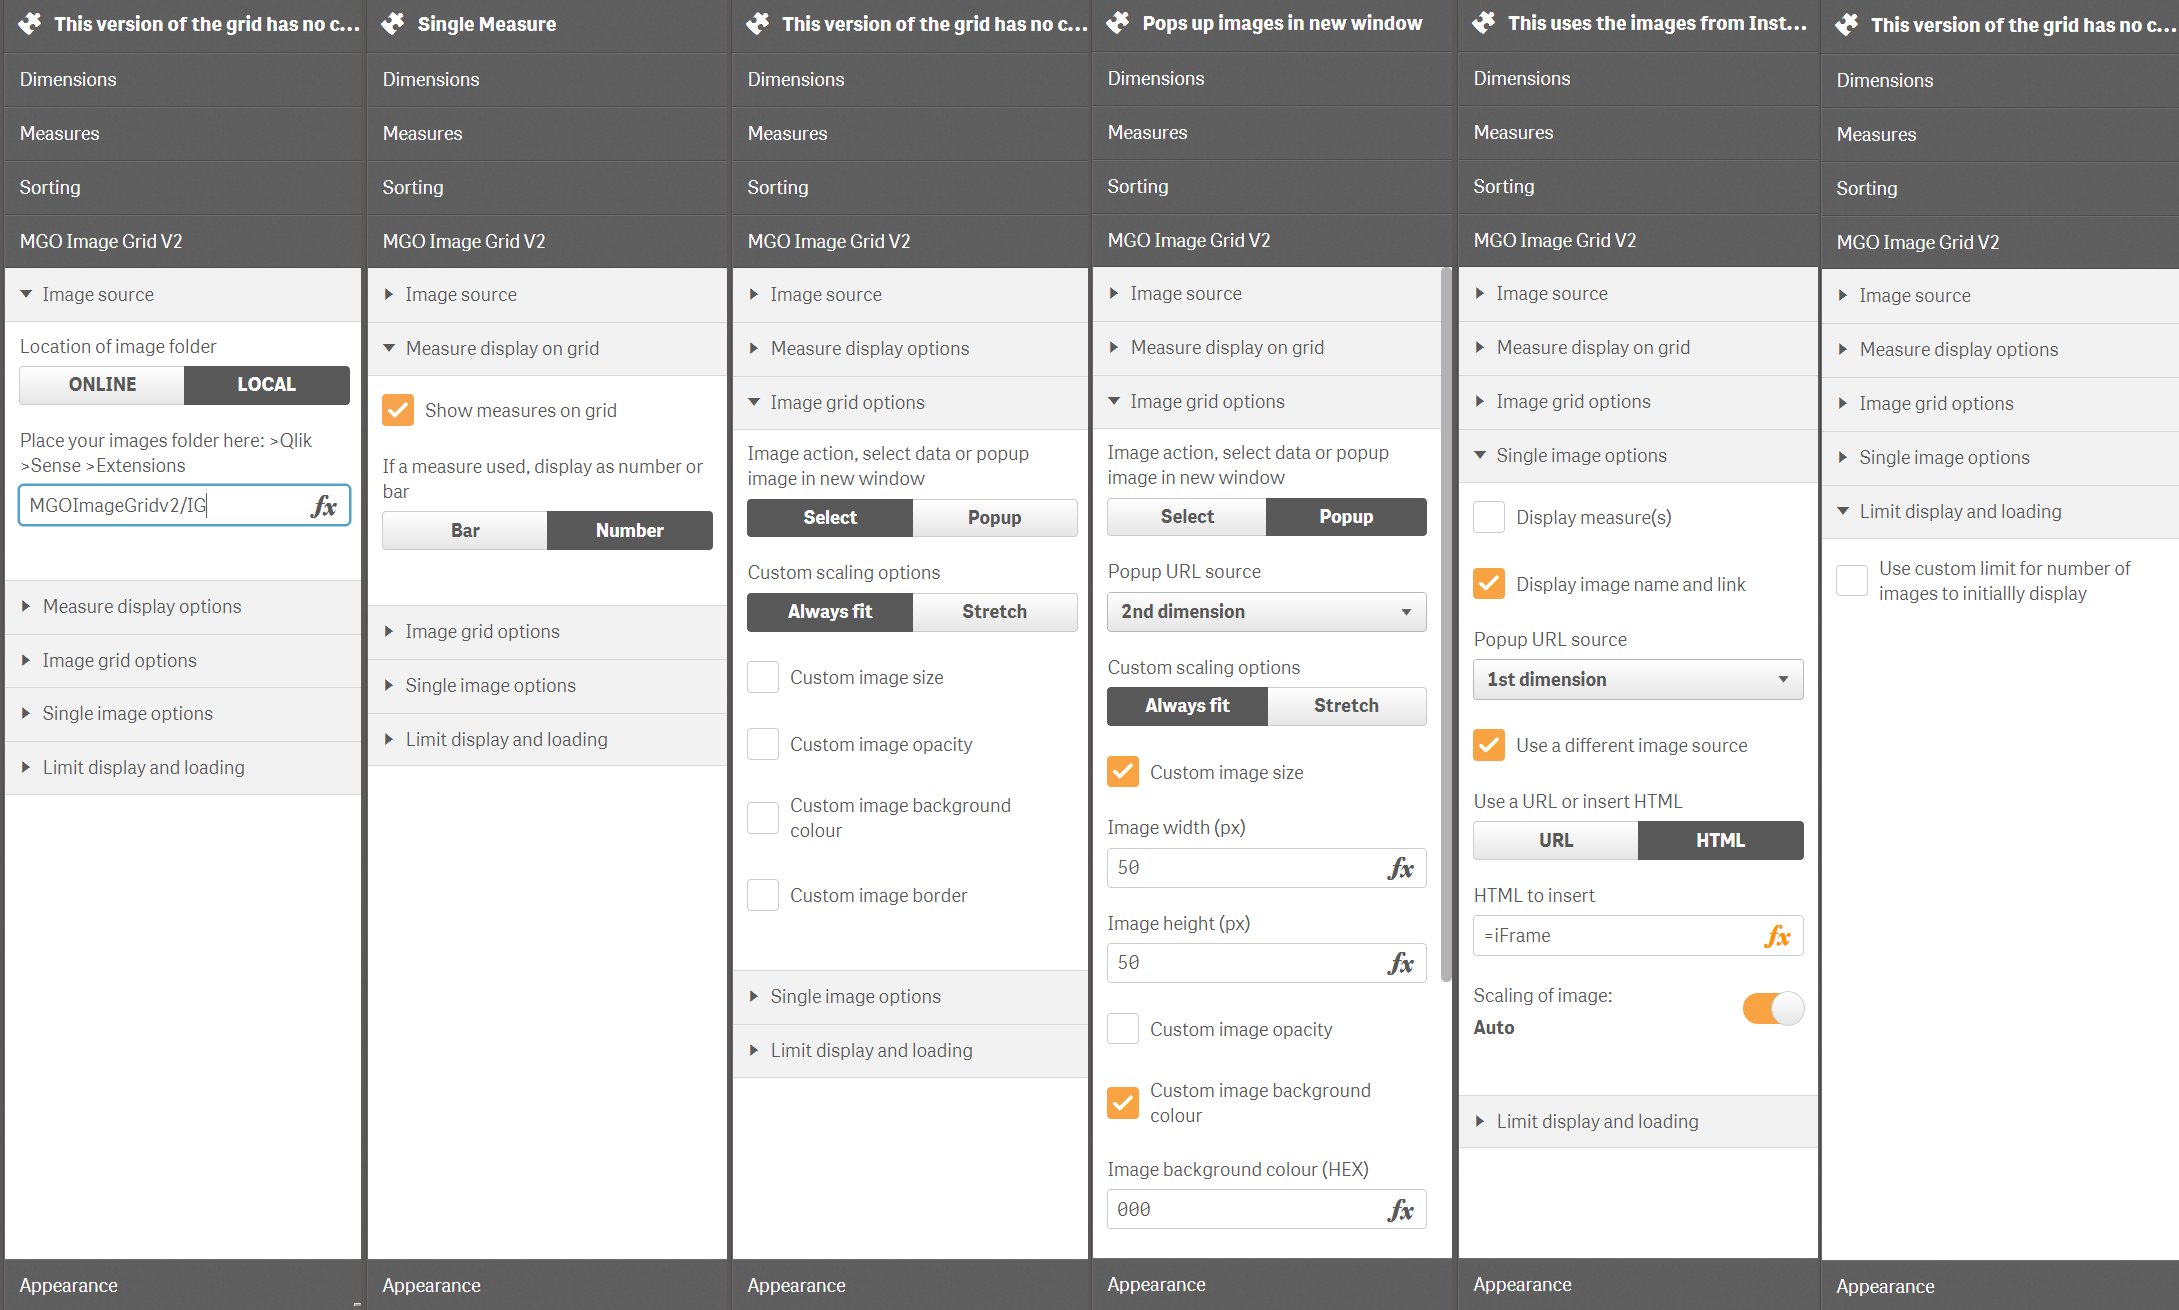 This version of the grid has no c...
Dimensions
Measures
Sorting
MGO Image Grid V2
Image source
Location of image folder
ONLINE
LOCAL
Place your images folder here: >Qlik
>Sense >Extensions
MGOImageGridv2/IG
fx
Measure display options
Image grid options
Single image options
Limit display and loading
Appearance
Single Measure
Dimensions
Measures
Sorting
MGO Image Grid V2
Image source
Measure display on grid
Show measures on grid
If a measure used, display as number or
bar
Bar
Number
Image grid options
Single image options
Limit display and loading
Appearance
This version of the grid has no c...
Dimensions
Measures
Sorting
MGO Image Grid V2
Image source
Measure display options
Image grid options
Image action, select data or popup
image in new window
Select
Popup
Custom scaling options
Always fit
Stretch
Custom image size
Custom image opacity
Custom image background
colour
Custom image border
Single image options
Limit display and loading
Appearance
Pops up images in new window
Dimensions
Measures
Sorting
MGO Image Grid V2
Image source
Measure display on grid
Image grid options
Image action, select data or popup
image in new window
Select
Popup
Popup URL source
2nd dimension
Custom scaling options
Always fit
Stretch
Custom image size
Image width (px)
50
fx
Image height (px)
50
fx
Custom image opacity
Custom image background
colour
Image background colour (HEX)
000
fx
Appearance
This uses the images from Inst...
Dimensions
Measures
Sorting
MGO Image Grid V2
Image source
Measure display on grid
Image grid options
Single image options
Display measure(s)
Display image name and link
Popup URL source
1st dimension
Use a different image source
Use a URL or insert HTML
URL
HTML
HTML to insert
=iFrame
fx
Scaling of image:
Auto
Limit display and loading
Appearance
This version of the grid has no c...
Dimensions
Measures
Sorting
MGO Image Grid V2
Image source
Measure display options
Image grid options
Single image options
Limit display and loading
Use custom limit for number of
images to initiallly display
Appearance